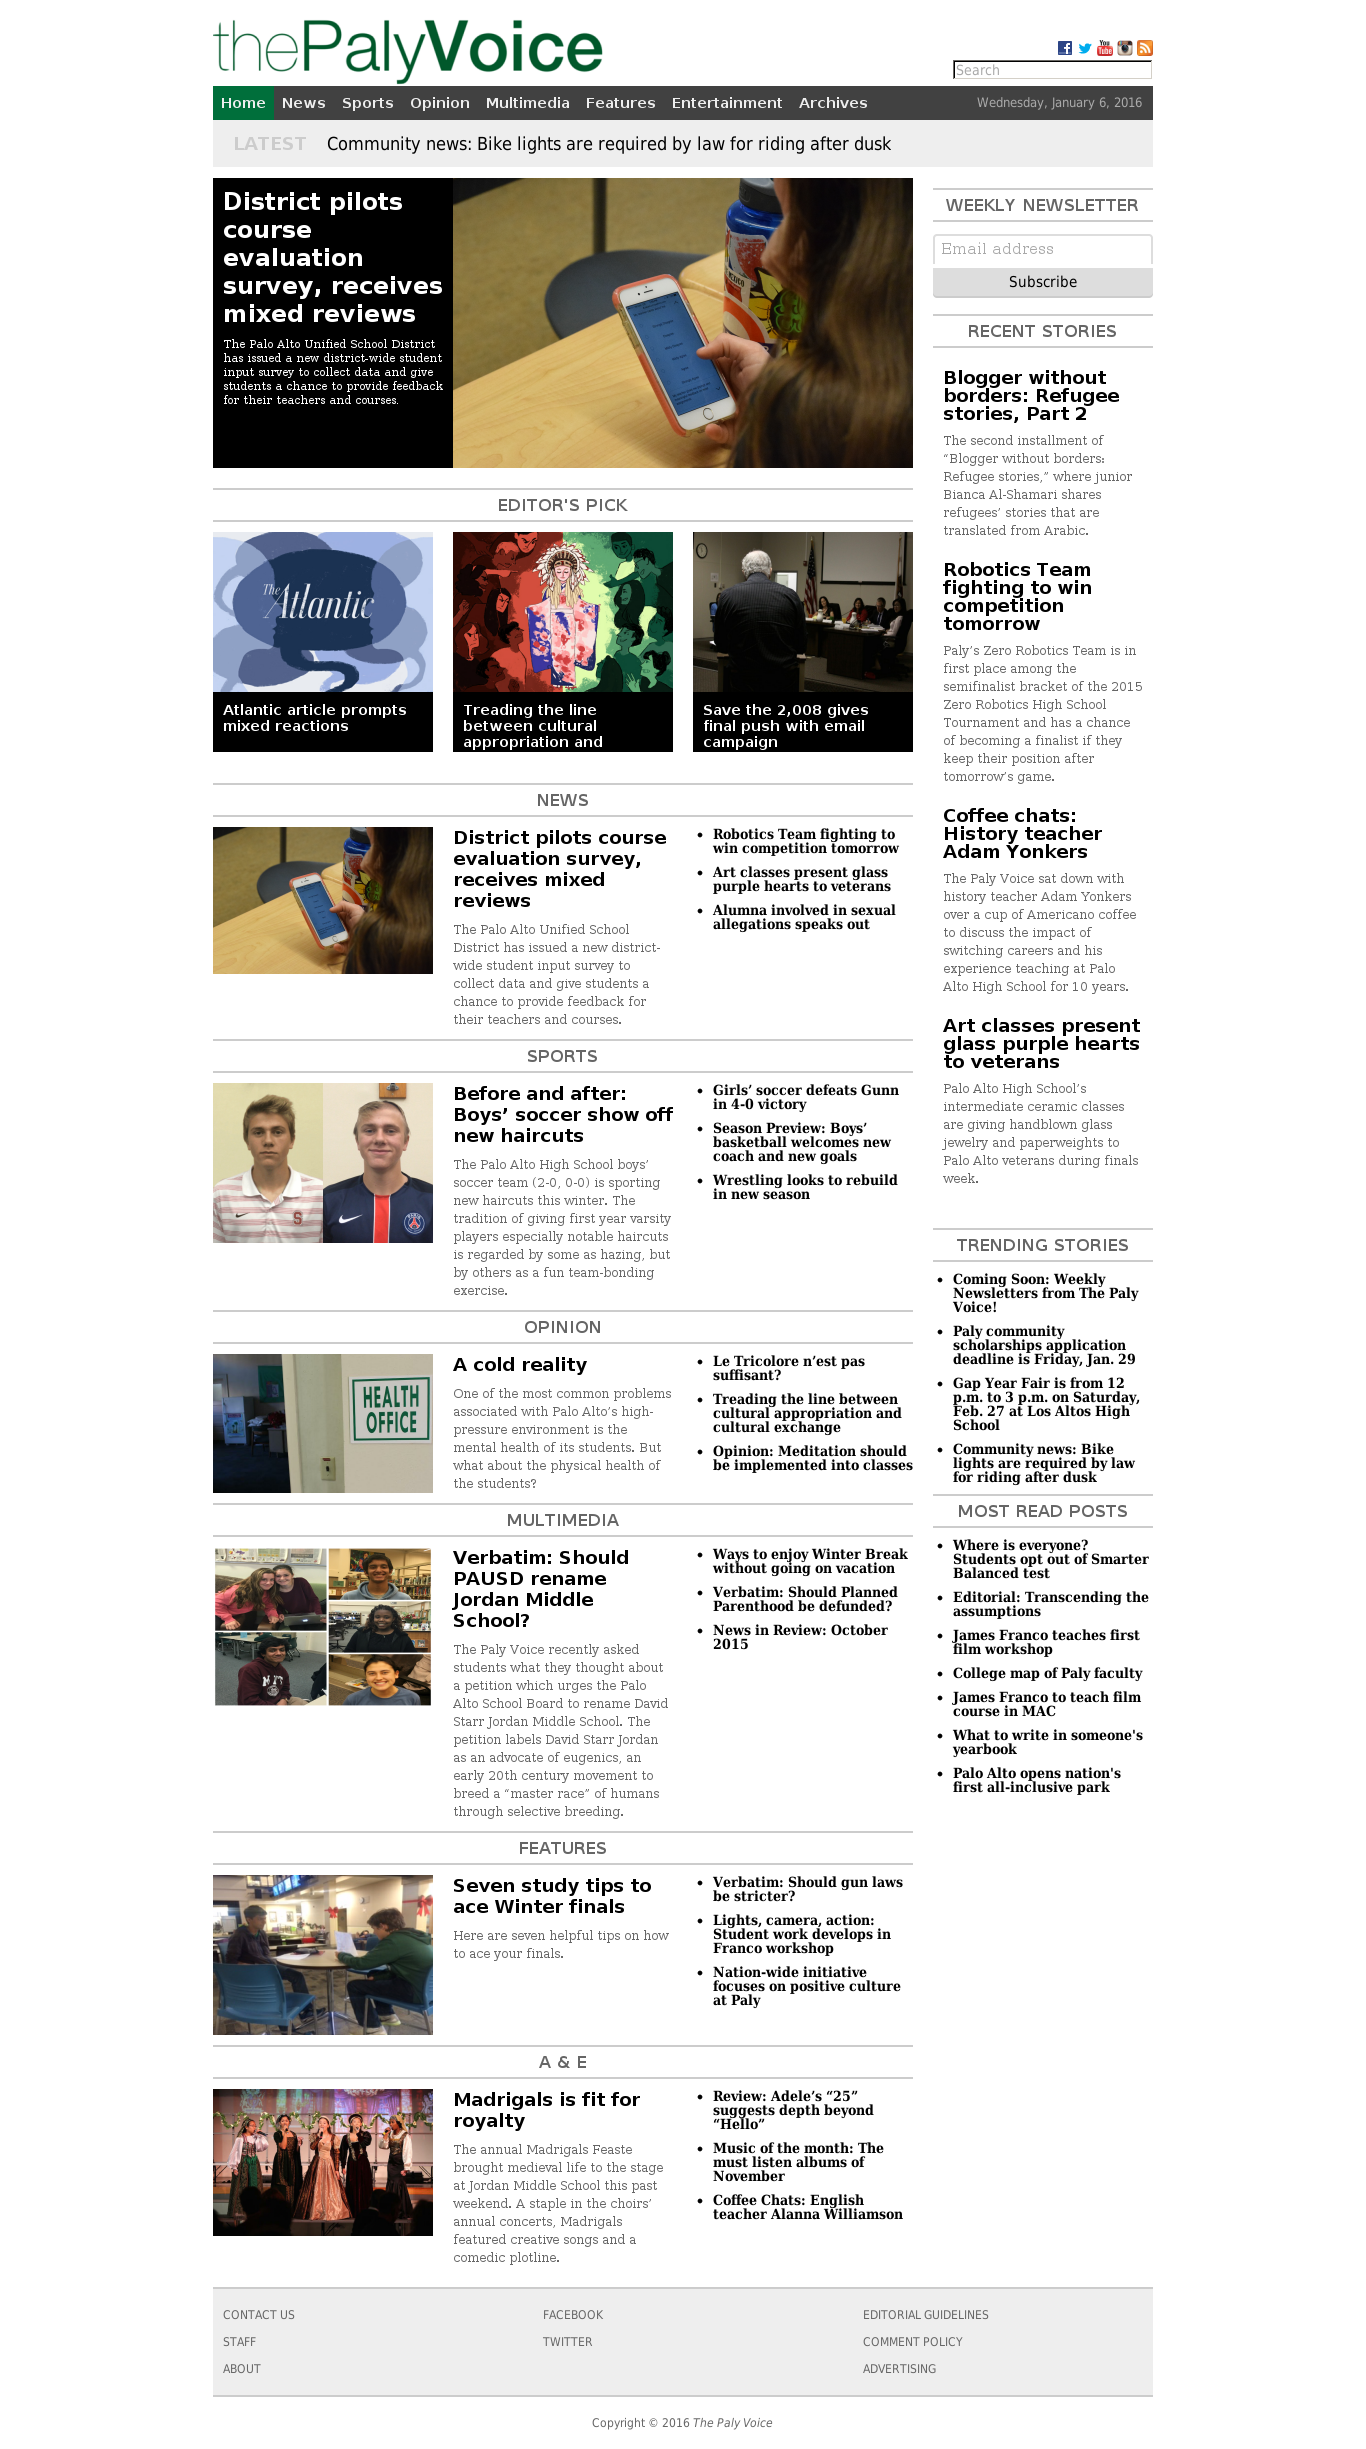 thePalyVoice
Search
Home News Sports Opinion Multimedia Features Entertainment Archives Wednesday, January 6, 2016
LATEST Community news: Bike lights are required by law for riding after dusk
District pilots
course
evaluation
survey, receives
mixed reviews
The Palo Alto Unified School District
has issued a new district-wide student
input survey to collect data and give
students a chance to provide feedback
for their teachers and courses.
EDITOR'S PICK
The Atlantic
Atlantic article prompts
mixed reactions
Treading the line
between cultural
appropriation and
Save the 2,008 gives
final push with email
campaign
NEWS
District pilots course
evaluation survey,
receives mixed
reviews
The Palo Alto Unified School
District has issued a new district-
wide student input survey to
collect data and give students a
chance to provide feedback for
their teachers and courses.
• Robotics Team fighting to
win competition tomorrow
• Art classes present glass
purple hearts to veterans
• Alumna involved in sexual
allegations speaks out
SPORTS
Before and after:
Boys’ soccer show off
new haircuts
The Palo Alto High School boys’
soccer team (2-0, 0-0) is sporting
new haircuts this winter. The
tradition of giving first year varsity
players especially notable haircuts
is regarded by some as hazing, but
by others as a fun team-bonding
exercise.
• Girls’ soccer defeats Gunn
in 4-0 victory
• Season Preview: Boys’
basketball welcomes new
coach and new goals
• Wrestling looks to rebuild
in new season
OPINION
HEALTH
OFFICE
A cold reality
One of the most common problems
associated with Palo Alto’s high-
pressure environment is the
mental health of its students. But
what about the physical health of
the students?
• Le Tricolore n’est pas
suffisant?
• Treading the line between
cultural appropriation and
cultural exchange
• Opinion: Meditation should
be implemented into classes
MULTIMEDIA
Verbatim: Should
PAUSD rename
Jordan Middle
School?
The Paly Voice recently asked
students what they thought about
a petition which urges the Palo
Alto School Board to rename David
Starr Jordan Middle School. The
petition labels David Starr Jordan
as an advocate of eugenics, an
early 20th century movement to
breed a “master race” of humans
through selective breeding.
• Ways to enjoy Winter Break
without going on vacation
• Verbatim: Should Planned
Parenthood be defunded?
• News in Review: October
2015
FEATURES
Seven study tips to
ace Winter finals
Here are seven helpful tips on how
to ace your finals.
• Verbatim: Should gun laws
be stricter?
• Lights, camera, action:
Student work develops in
Franco workshop
• Nation-wide initiative
focuses on positive culture
at Paly
A & E
Madrigals is fit for
royalty
The annual Madrigals Feaste
brought medieval life to the stage
at Jordan Middle School this past
weekend. A staple in the choirs’
annual concerts, Madrigals
featured creative songs and a
comedic plotline.
• Review: Adele’s “25”
suggests depth beyond
“Hello”
• Music of the month: The
must listen albums of
November
• Coffee Chats: English
teacher Alanna Williamson
WEEKLY NEWSLETTER
Email address
Subscribe
RECENT STORIES
Blogger without
borders: Refugee
stories, Part 2
The second installment of
“Blogger without borders:
Refugee stories,” where junior
Bianca Al-Shamari shares
refugees’ stories that are
translated from Arabic.
Robotics Team
fighting to win
competition
tomorrow
Paly’s Zero Robotics Team is in
first place among the
semifinalist bracket of the 2015
Zero Robotics High School
Tournament and has a chance
of becoming a finalist if they
keep their position after
tomorrow’s game.
Coffee chats:
History teacher
Adam Yonkers
The Paly Voice sat down with
history teacher Adam Yonkers
over a cup of Americano coffee
to discuss the impact of
switching careers and his
experience teaching at Palo
Alto High School for 10 years.
Art classes present
glass purple hearts
to veterans
Palo Alto High School’s
intermediate ceramic classes
are giving handblown glass
jewelry and paperweights to
Palo Alto veterans during finals
week.
TRENDING STORIES
• Coming Soon: Weekly
Newsletters from The Paly
Voice!
• Paly community
scholarships application
deadline is Friday, Jan. 29
• Gap Year Fair is from 12
p.m. to 3 p.m. on Saturday,
Feb. 27 at Los Altos High
School
• Community news: Bike
lights are required by law
for riding after dusk
MOST READ POSTS
• Where is everyone?
Students opt out of Smarter
Balanced test
• Editorial: Transcending the
assumptions
• James Franco teaches first
film workshop
• College map of Paly faculty
• James Franco to teach film
course in MAC
• What to write in someone's
yearbook
• Palo Alto opens nation's
first all-inclusive park
CONTACT US FACEBOOK EDITORIAL GUIDELINES
STAFF TWITTER COMMENT POLICY
ABOUT ADVERTISING
Copyright © 2016 The Paly Voice